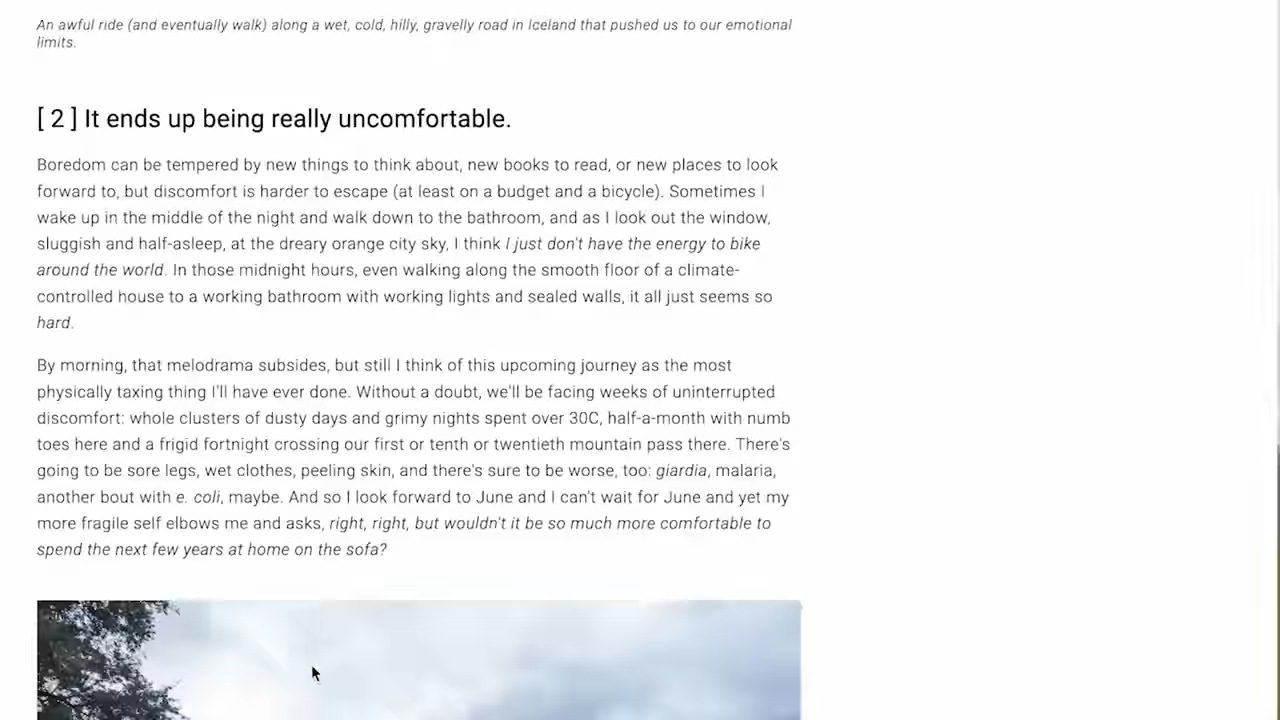 An awful ride (and eventually walk) along a wet, cold, hilly, gravelly road in Iceland that pushed us to our emotional
limits.
[ 2 ] It ends up being really uncomfortable.
Boredom can be tempered by new things to think about, new books to read, or new places to look
forward to, but discomfort is harder to escape (at least on a budget and a bicycle). Sometimes I
wake up in the middle of the night and walk down to the bathroom, and as I look out the window,
sluggish and half-asleep, at the dreary orange city sky, I think I just don't have the energy to bike
around the world. In those midnight hours, even walking along the smooth floor of a climate-
controlled house to a working bathroom with working lights and sealed walls, it all just seems so
hard.
By morning, that melodrama subsides, but still I think of this upcoming journey as the most
physically taxing thing I'll have ever done. Without a doubt, we'll be facing weeks of uninterrupted
discomfort: whole clusters of dusty days and grimy nights spent over 30C, half-a-month with numb
toes here and a frigid fortnight crossing our first or tenth or twentieth mountain pass there. There's
going to be sore legs, wet clothes, peeling skin, and there's sure to be worse, too: giardia, malaria,
another bout with e. coli, maybe. And so I look forward to June and I can't wait for June and yet my
more fragile self elbows me and asks, right, right, but wouldn't it be so much more comfortable to
spend the next few years at home on the sofa?